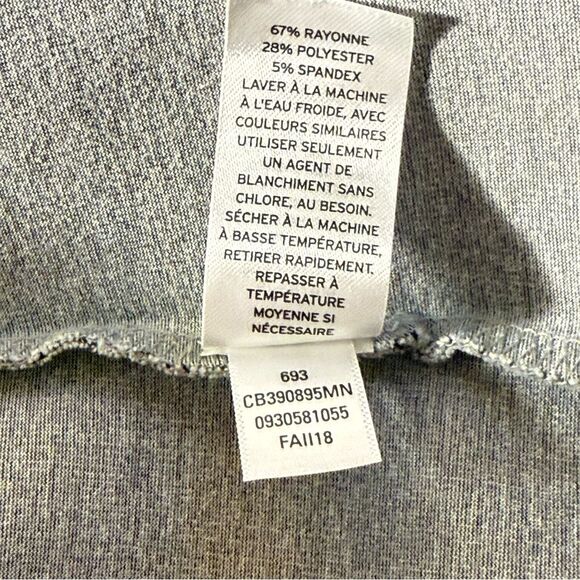 67% RAYONNE
28% POLYESTER
5% SPANDEX
LAVER À LA MACHINE
À L'EAU FROIDE, AVEC
COULEURS SIMILAIRES
UTILISER SEULEMENT
UN AGENT DE
BLANCHIMENT SANS
CHLORE, AU BESOIN.
SÉCHER À LA MACHINE
À BASSE TEMPÉRATURE,
RETIRER RAPIDEMENT.
REPASSER À
TEMPÉRATURE
MOYENNE SI
NÉCESSAIRE
693
CB390895MN
0930581055
FAII18